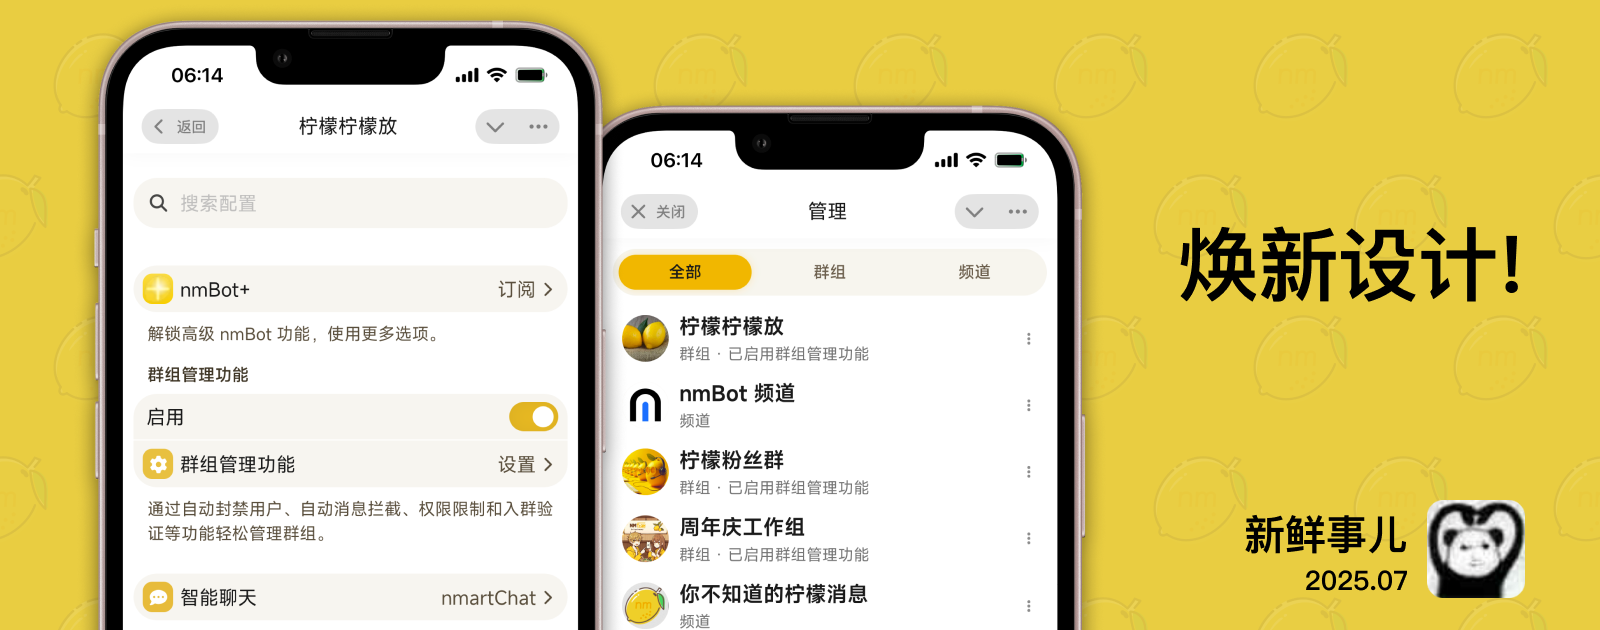 06:14
返回
柠檬柠檬放
搜索配置
nmBot+
订阅
解锁高级 nmBot 功能，使用更多选项。
群组管理功能
启用
群组管理功能
设置
通过自动封禁用户、自动消息拦截、权限限制和入群验
证等功能轻松管理群组。
智能聊天
nmartChat
06:14
关闭
管理
全部
群组
频道
柠檬柠檬放
群组 · 已启用群组管理功能
nmBot 频道
频道
柠檬粉丝群
群组 · 已启用群组管理功能
周年庆工作组
群组 · 已启用群组管理功能
nm
你不知道的柠檬消息
频道
焕新设计!
新鲜事儿
2025.07